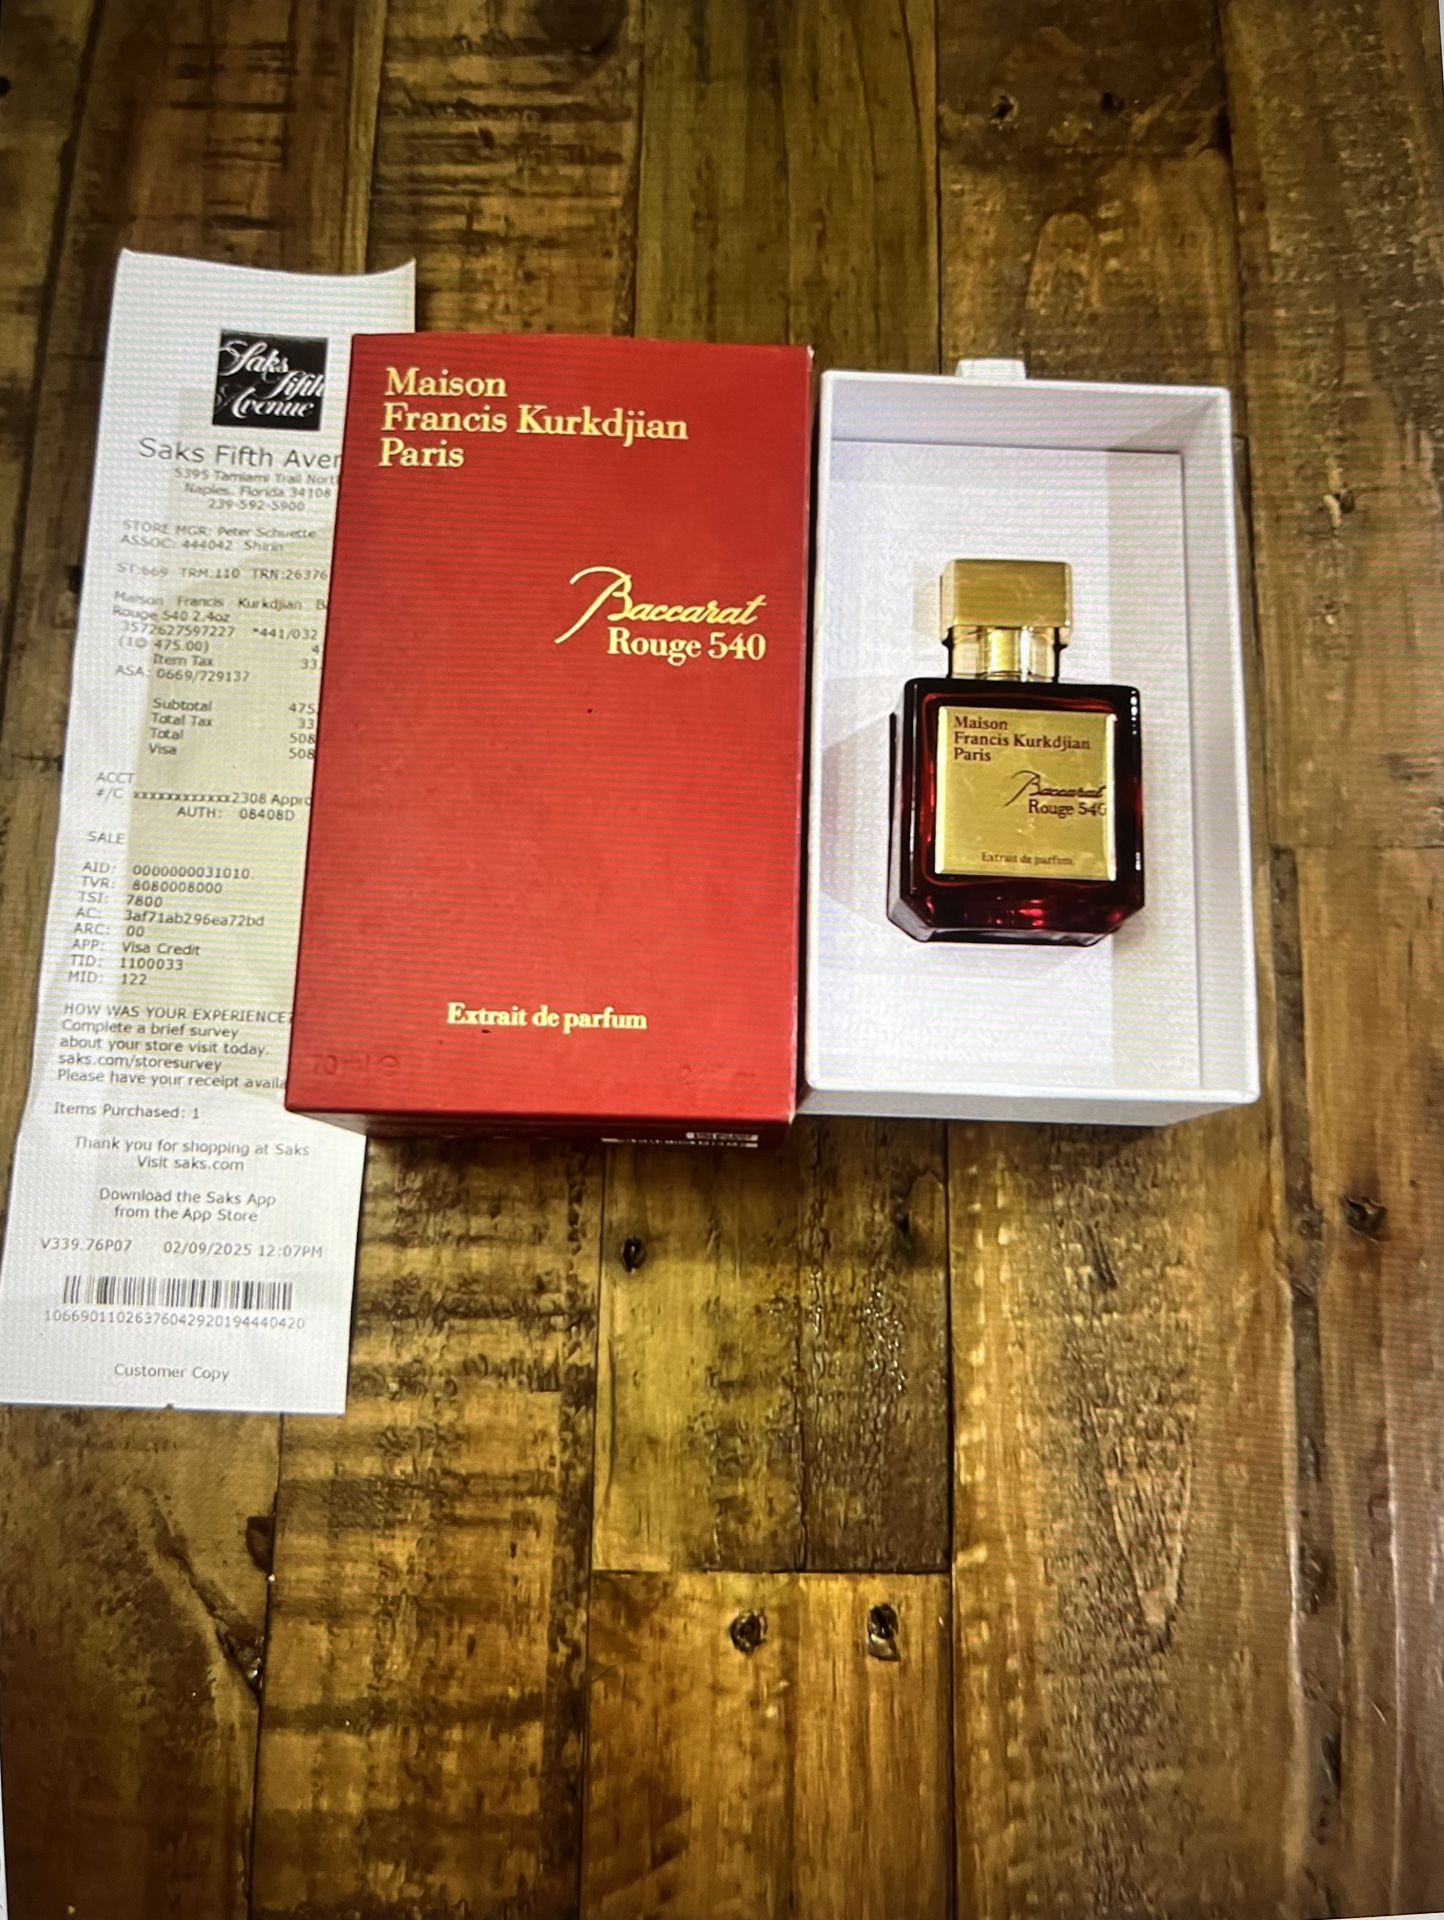 Saks
Fifth
Avenue
Saks Fifth Aven
5395 Tamiami Trail North
Naples, Florida 34108
239-592-5900
STORE MGR: Peter Schuette
ASSOC: 444042 Shirin
ST:669 TRM:110 TRN:26376
Maison Francis Kurkdjian B
Rouge 540 2.4oz
3572627597227 *441/032
(1@ 475.00) 4
Item Tax 33
ASA: 0669/729137
Subtotal 475
Total Tax 33
Total 508
Visa 508
ACCT
#/C xxxxxxxxxxxx2308 Appro
AUTH: 08408D
SALE
AID: 0000000031010
TVR: 8080008000
TSI: 7800
AC: 3af71ab296ea72bd
ARC: 00
APP: Visa Credit
TID: 1100033
MID: 122
HOW WAS YOUR EXPERIENCE?
Complete a brief survey
about your store visit today.
saks.com/storesurvey
Please have your receipt availa
Items Purchased: 1
Thank you for shopping at Saks
Visit saks.com
Download the Saks App
from the App Store
V339.76P07 02/09/2025 12:07PM
10669011026376042920194440420
Customer Copy
Maison
Francis Kurkdjian
Paris
Baccarat
Rouge 540
Extrait de parfum
70 ml e
Maison
Francis Kurkdjian
Paris
Baccarat
Rouge 540
Extrait de parfum